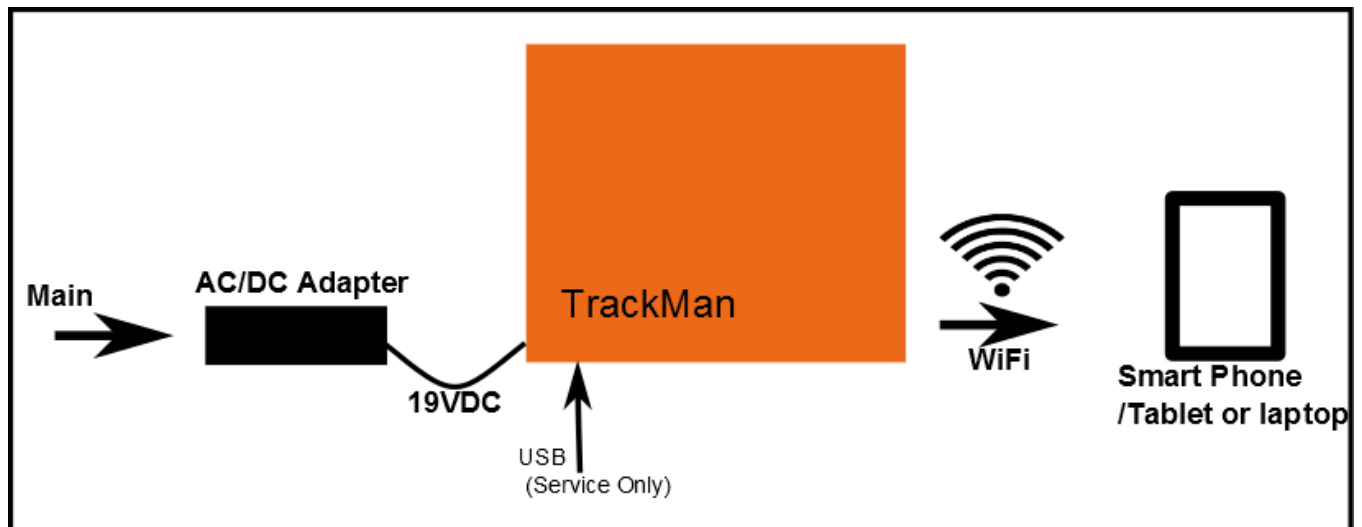 Main
AC/DC Adapter
19VDC
TrackMan
USB
(Service Only)
WiFi
Smart Phone
/Tablet or laptop